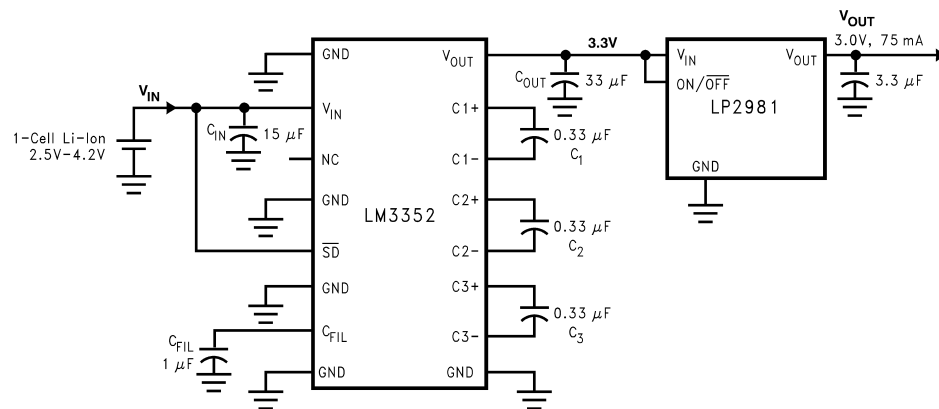 V_OUT
3.0V, 75 mA
GND
V_OUT
3.3V
V_IN
V_OUT
C_OUT
33 μF
ON/OFF
3.3 μF
LP2981
V_IN
V_IN
C_IN
15 μF
C1+
0.33 μF
C_1
C1-
1-Cell Li-Ion
2.5V-4.2V
NC
GND
GND
C2+
LM3352
0.33 μF
C_2
SD
C2-
GND
C3+
0.33 μF
C_3
C_FIL
1 μF
C_FIL
C3-
GND
GND